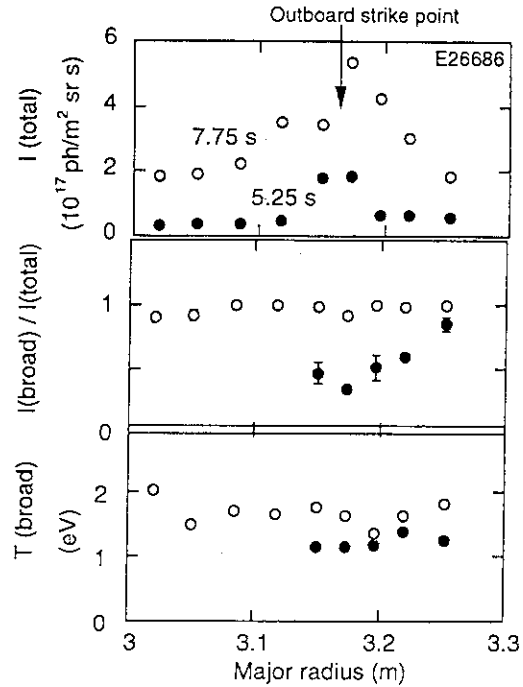 Outboard strike point
E26686
I (total)
(10¹⁷ ph/m² sr s)
6
4
2
0
7.75 s
5.25 s
I(broad) / I(total)
1
0
T (broad)
(eV)
2
1
0
3
3.1
3.2
3.3
Major radius (m)